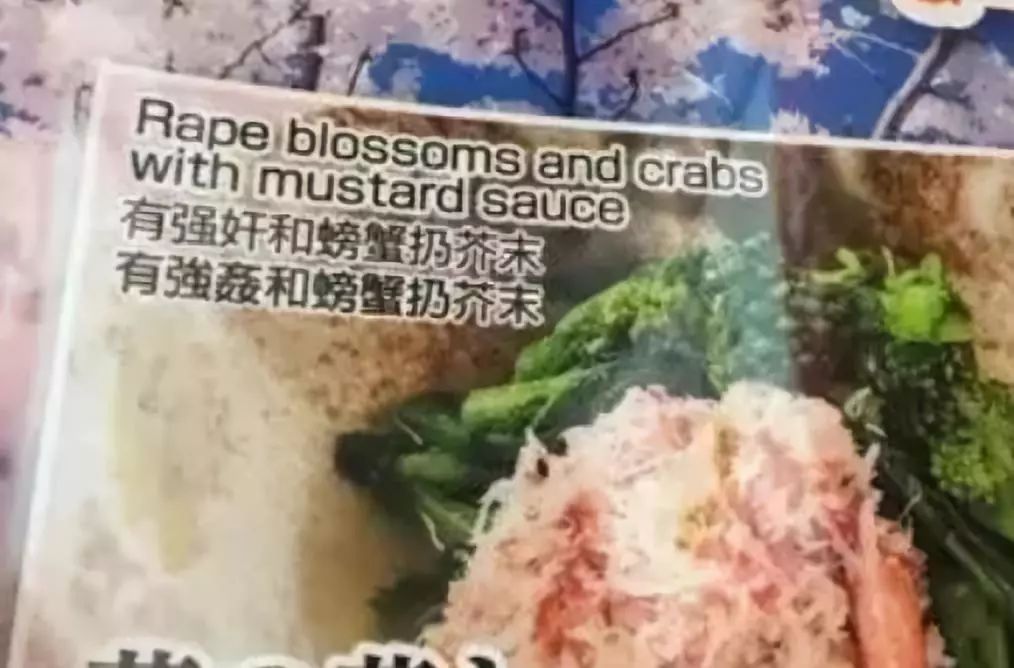 Rape blossoms and crabs
with mustard sauce
有强奸和螃蟹扔芥末
有強姦和螃蟹扔芥末